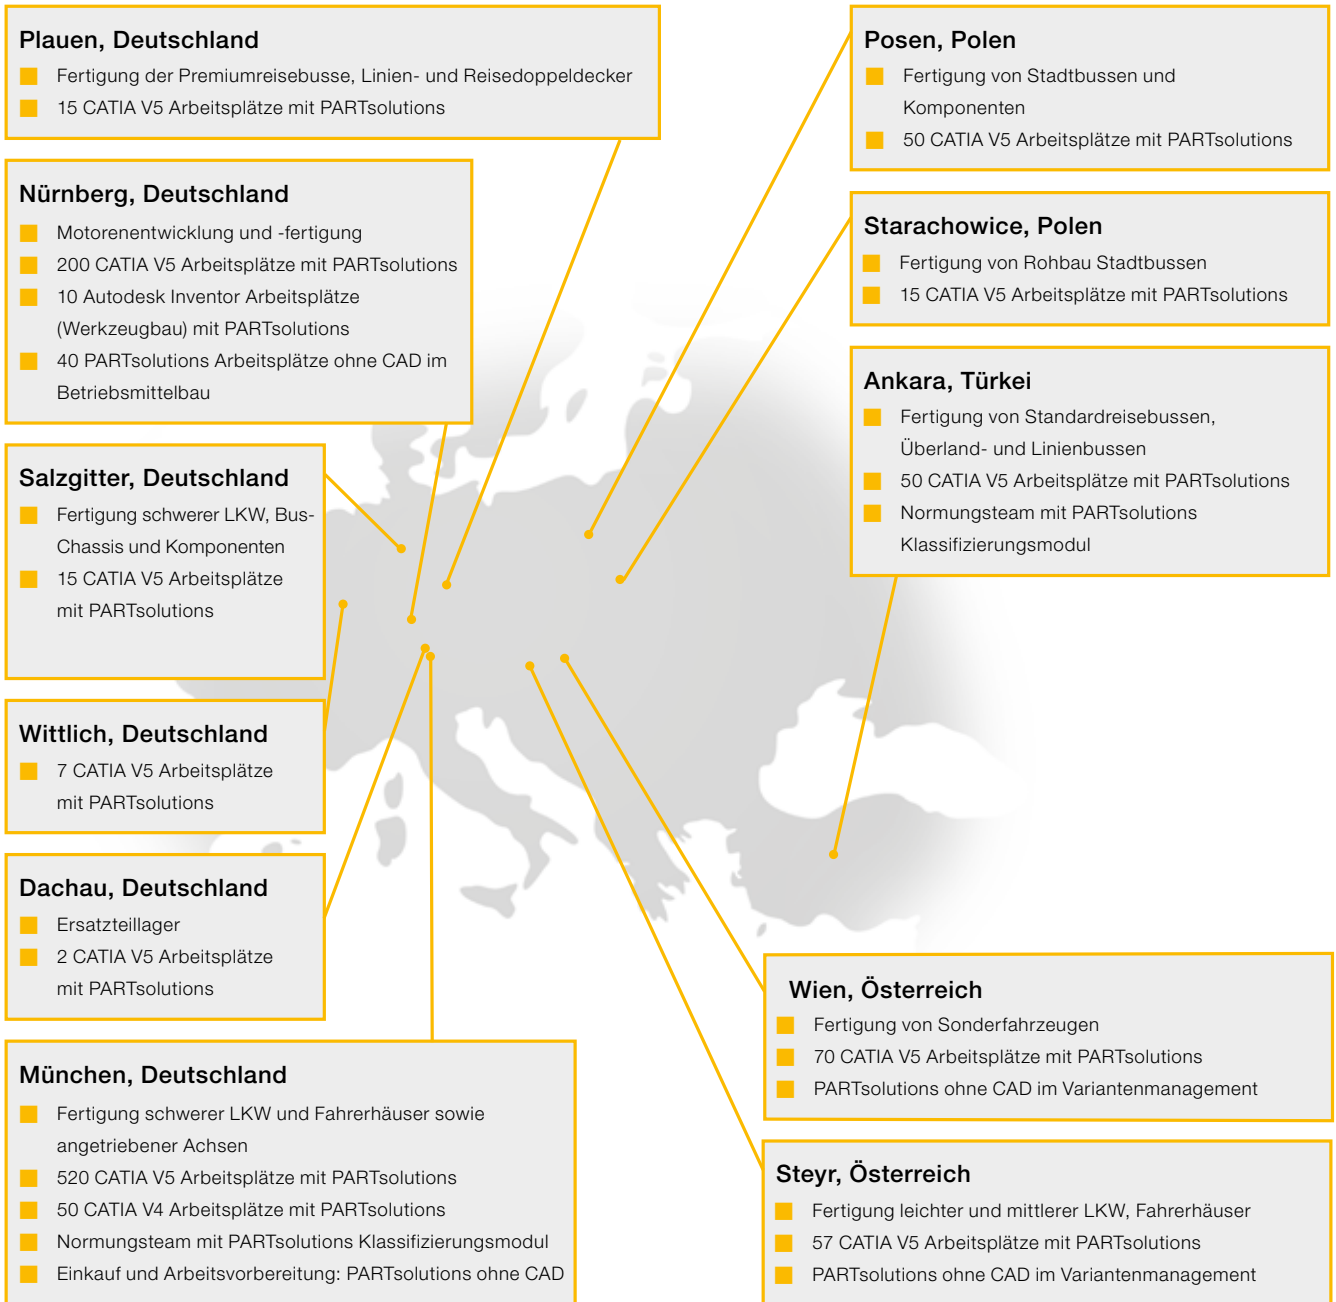 Plauen, Deutschland
Fertigung der Premiumreisebusse, Linien- und Reisedoppeldecker
15 CATIA V5 Arbeitsplätze mit PARTsolutions
Nürnberg, Deutschland
Motorenentwicklung und -fertigung
200 CATIA V5 Arbeitsplätze mit PARTsolutions
10 Autodesk Inventor Arbeitsplätze
(Werkzeugbau) mit PARTsolutions
40 PARTsolutions Arbeitsplätze ohne CAD im
Betriebsmittelbau
Salzgitter, Deutschland
Fertigung schwerer LKW, Bus-
Chassis und Komponenten
15 CATIA V5 Arbeitsplätze
mit PARTsolutions
Wittlich, Deutschland
7 CATIA V5 Arbeitsplätze
mit PARTsolutions
Dachau, Deutschland
Ersatzteillager
2 CATIA V5 Arbeitsplätze
mit PARTsolutions
München, Deutschland
Fertigung schwerer LKW und Fahrerhäuser sowie
angetriebener Achsen
520 CATIA V5 Arbeitsplätze mit PARTsolutions
50 CATIA V4 Arbeitsplätze mit PARTsolutions
Normungsteam mit PARTsolutions Klassifizierungsmodul
Einkauf und Arbeitsvorbereitung: PARTsolutions ohne CAD
Posen, Polen
Fertigung von Stadtbussen und
Komponenten
50 CATIA V5 Arbeitsplätze mit PARTsolutions
Starachowice, Polen
Fertigung von Rohbau Stadtbussen
15 CATIA V5 Arbeitsplätze mit PARTsolutions
Ankara, Türkei
Fertigung von Standardreisebussen,
Überland- und Linienbussen
50 CATIA V5 Arbeitsplätze mit PARTsolutions
Normungsteam mit PARTsolutions
Klassifizierungsmodul
Wien, Österreich
Fertigung von Sonderfahrzeugen
70 CATIA V5 Arbeitsplätze mit PARTsolutions
PARTsolutions ohne CAD im Variantenmanagement
Steyr, Österreich
Fertigung leichter und mittlerer LKW, Fahrerhäuser
57 CATIA V5 Arbeitsplätze mit PARTsolutions
PARTsolutions ohne CAD im Variantenmanagement